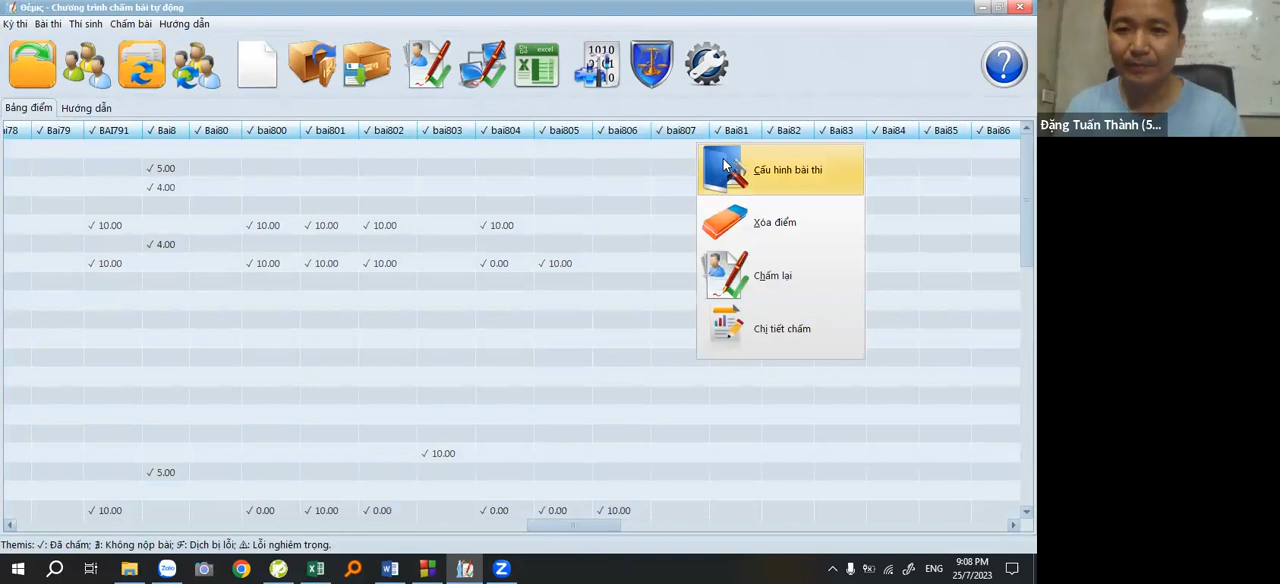 Θέμις - Chương trình chấm bài tự động
Kỳ thi Bài thi Thí sinh Chấm bài Hướng dẫn
excel
1010
Bảng điểm Hướng dẫn
i78 ✓ Bai79 ✓ BAI791 ✓ Bai8 ✓ Bai80 ✓ bai800 ✓ bai801 ✓ bai802 ✓ bai803 ✓ bai804 ✓ bai805 ✓ bai806 ✓ bai807 ✓ Bai81 ✓ Bai82 ✓ Bai83 ✓ Bai84 ✓ Bai85 ✓ Bai86
✓ 5.00
✓ 4.00
✓ 10.00 ✓ 10.00 ✓ 10.00 ✓ 10.00 ✓ 10.00
✓ 4.00
✓ 10.00 ✓ 10.00 ✓ 10.00 ✓ 10.00 ✓ 0.00 ✓ 10.00
✓ 10.00
✓ 5.00
✓ 10.00 ✓ 0.00 ✓ 10.00 ✓ 0.00 ✓ 0.00 ✓ 0.00 ✓ 10.00
Cấu hình bài thi
Xóa điểm
Chấm lại
Chi tiết chấm
Themis: ✓: Đã chấm; ∄: Không nộp bài; Ϝ: Dịch bị lỗi; ⚠: Lỗi nghiêm trọng.
Đặng Tuấn Thành (5...
Zalo
ENG
9:08 PM
25/7/2023